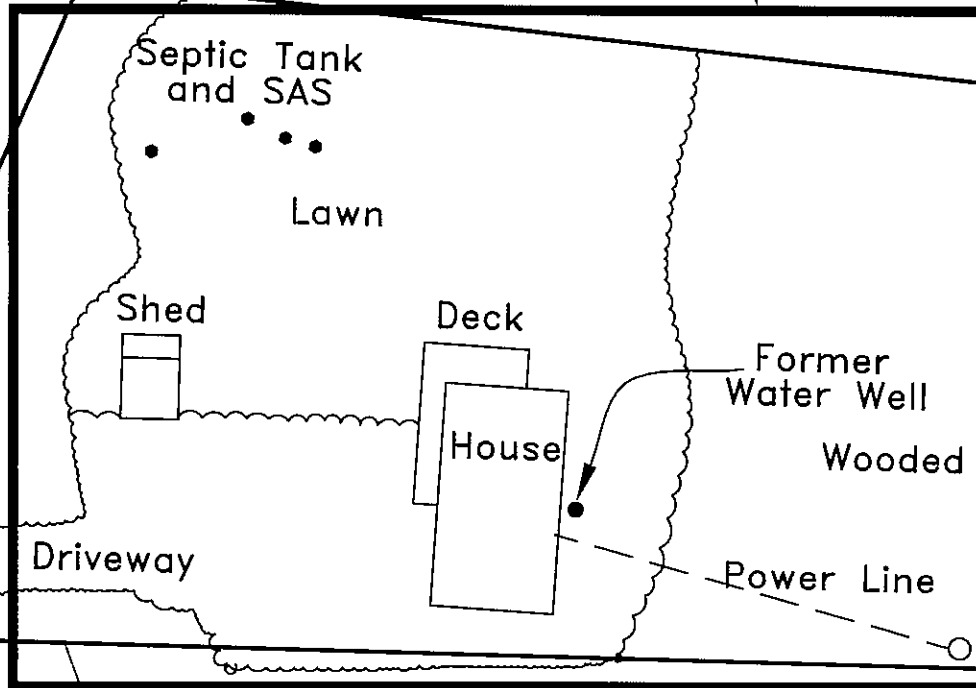 Septic Tank
and SAS
Lawn
Shed
Deck
Former
Water Well
House
Wooded
Driveway
Power Line